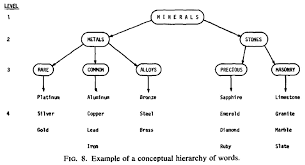 LEVEL
1 MINERALS
2 METALS STONES
3 RARE COMMON ALLOYS PRECIOUS MASONRY
Platinum Aluminum Bronze Sapphire Limestone
4 Silver Copper Steel Emerald Granite
Gold Lead Brass Diamond Marble
Iron Ruby Slate
FIG. 8. Example of a conceptual hierarchy of words.